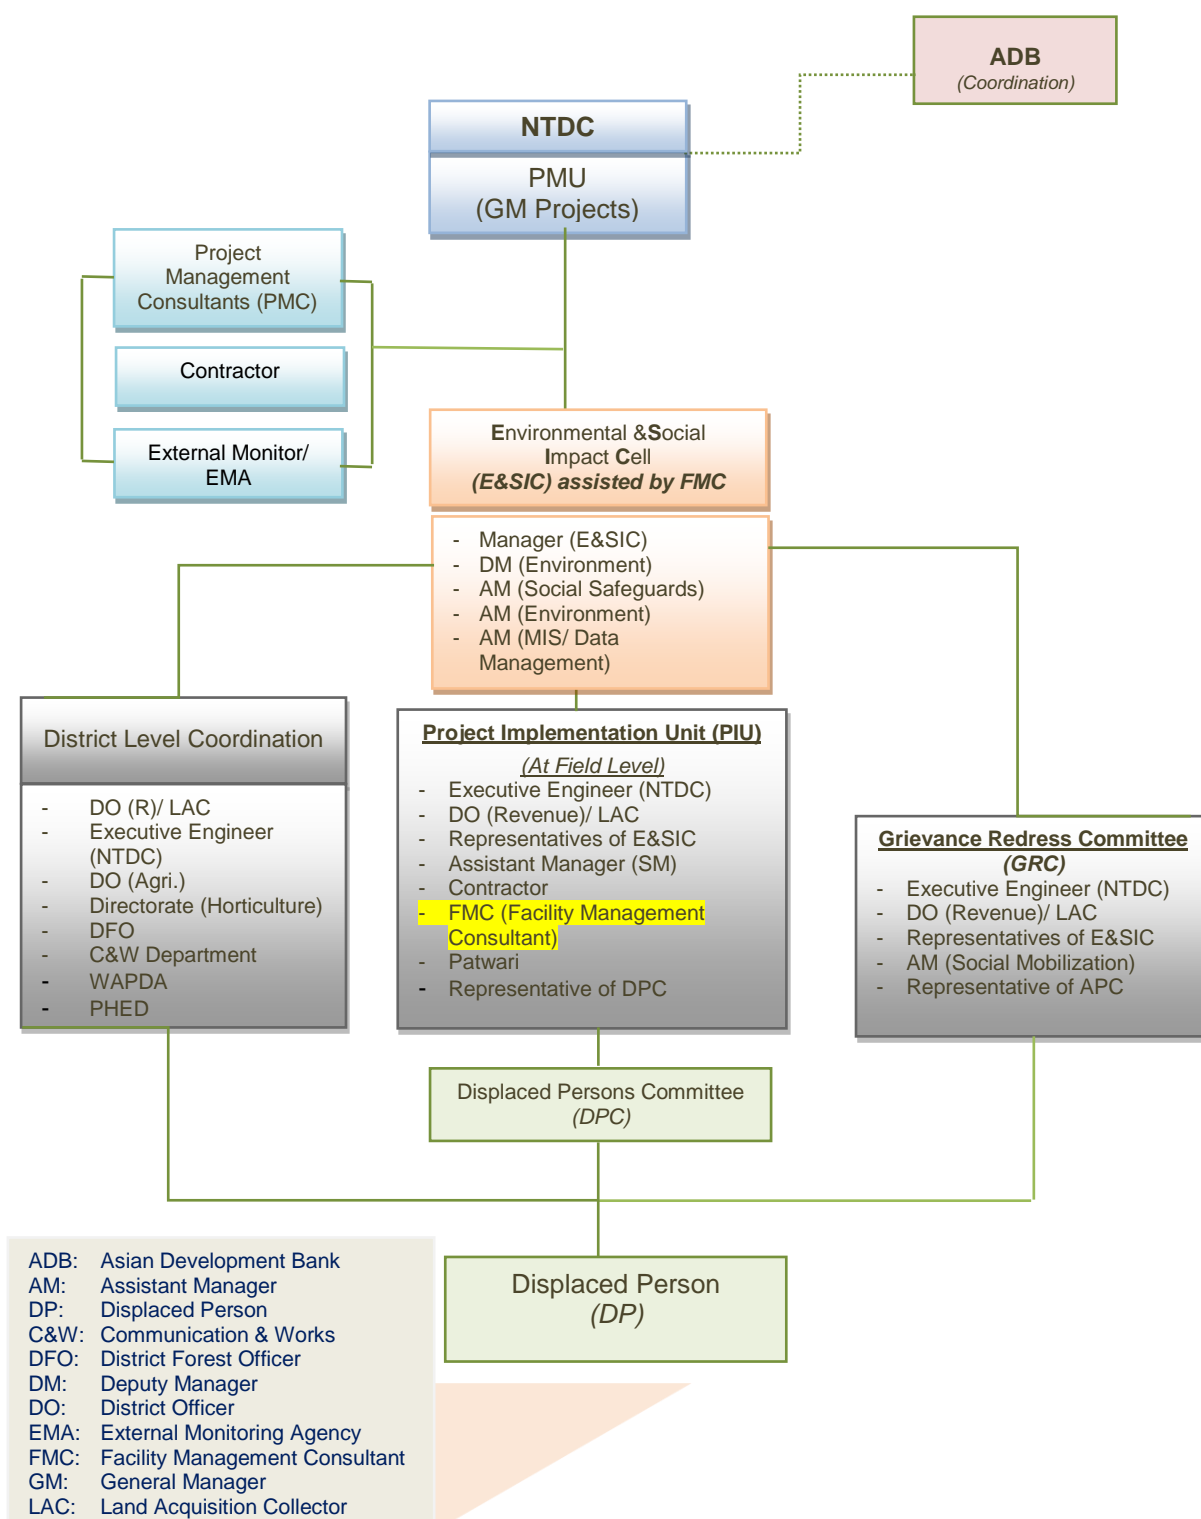 ADB
(Coordination)
NTDC
PMU
(GM Projects)
Project
Management
Consultants (PMC)
Contractor
External Monitor/
EMA
Environmental &Social
Impact Cell
(E&SIC) assisted by FMC
- Manager (E&SIC)
- DM (Environment)
- AM (Social Safeguards)
- AM (Environment)
- AM (MIS/ Data
Management)
District Level Coordination
- DO (R)/ LAC
- Executive Engineer
(NTDC)
- DO (Agri.)
- Directorate (Horticulture)
- DFO
- C&W Department
- WAPDA
- PHED
Project Implementation Unit (PIU)
(At Field Level)
- Executive Engineer (NTDC)
- DO (Revenue)/ LAC
- Representatives of E&SIC
- Assistant Manager (SM)
- Contractor
- FMC (Facility Management
Consultant)
- Patwari
- Representative of DPC
Grievance Redress Committee
(GRC)
- Executive Engineer (NTDC)
- DO (Revenue)/ LAC
- Representatives of E&SIC
- AM (Social Mobilization)
- Representative of APC
Displaced Persons Committee
(DPC)
Displaced Person
(DP)
ADB: Asian Development Bank
AM: Assistant Manager
DP: Displaced Person
C&W: Communication & Works
DFO: District Forest Officer
DM: Deputy Manager
DO: District Officer
EMA: External Monitoring Agency
FMC: Facility Management Consultant
GM: General Manager
LAC: Land Acquisition Collector